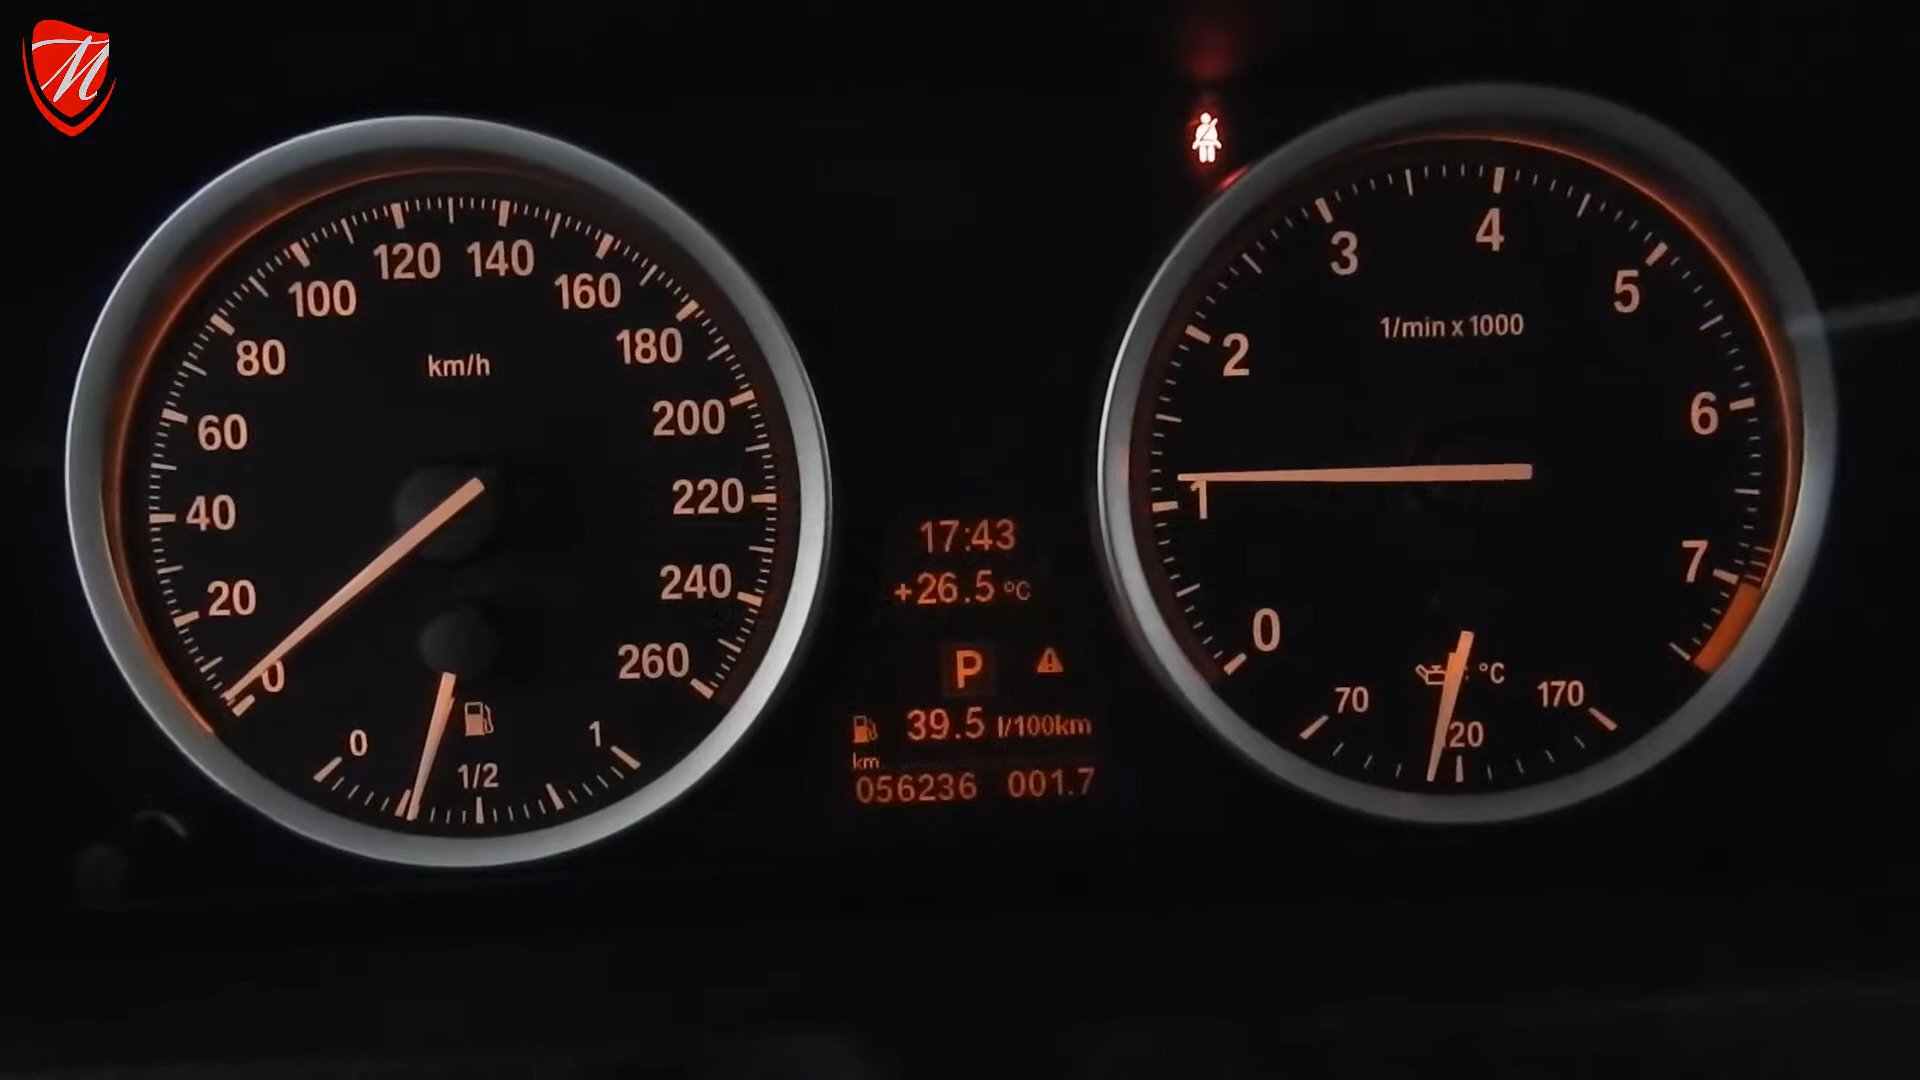 M
120 140
100 160
80 180
km/h
60 200
40 220
20 240
0 260
0 1
1/2
17:43
+26.5 °C
P
39.5 l/100km
km
056236 001.7
4
3 5
1/min x 1000
2
6
1
7
0
°C
70 170